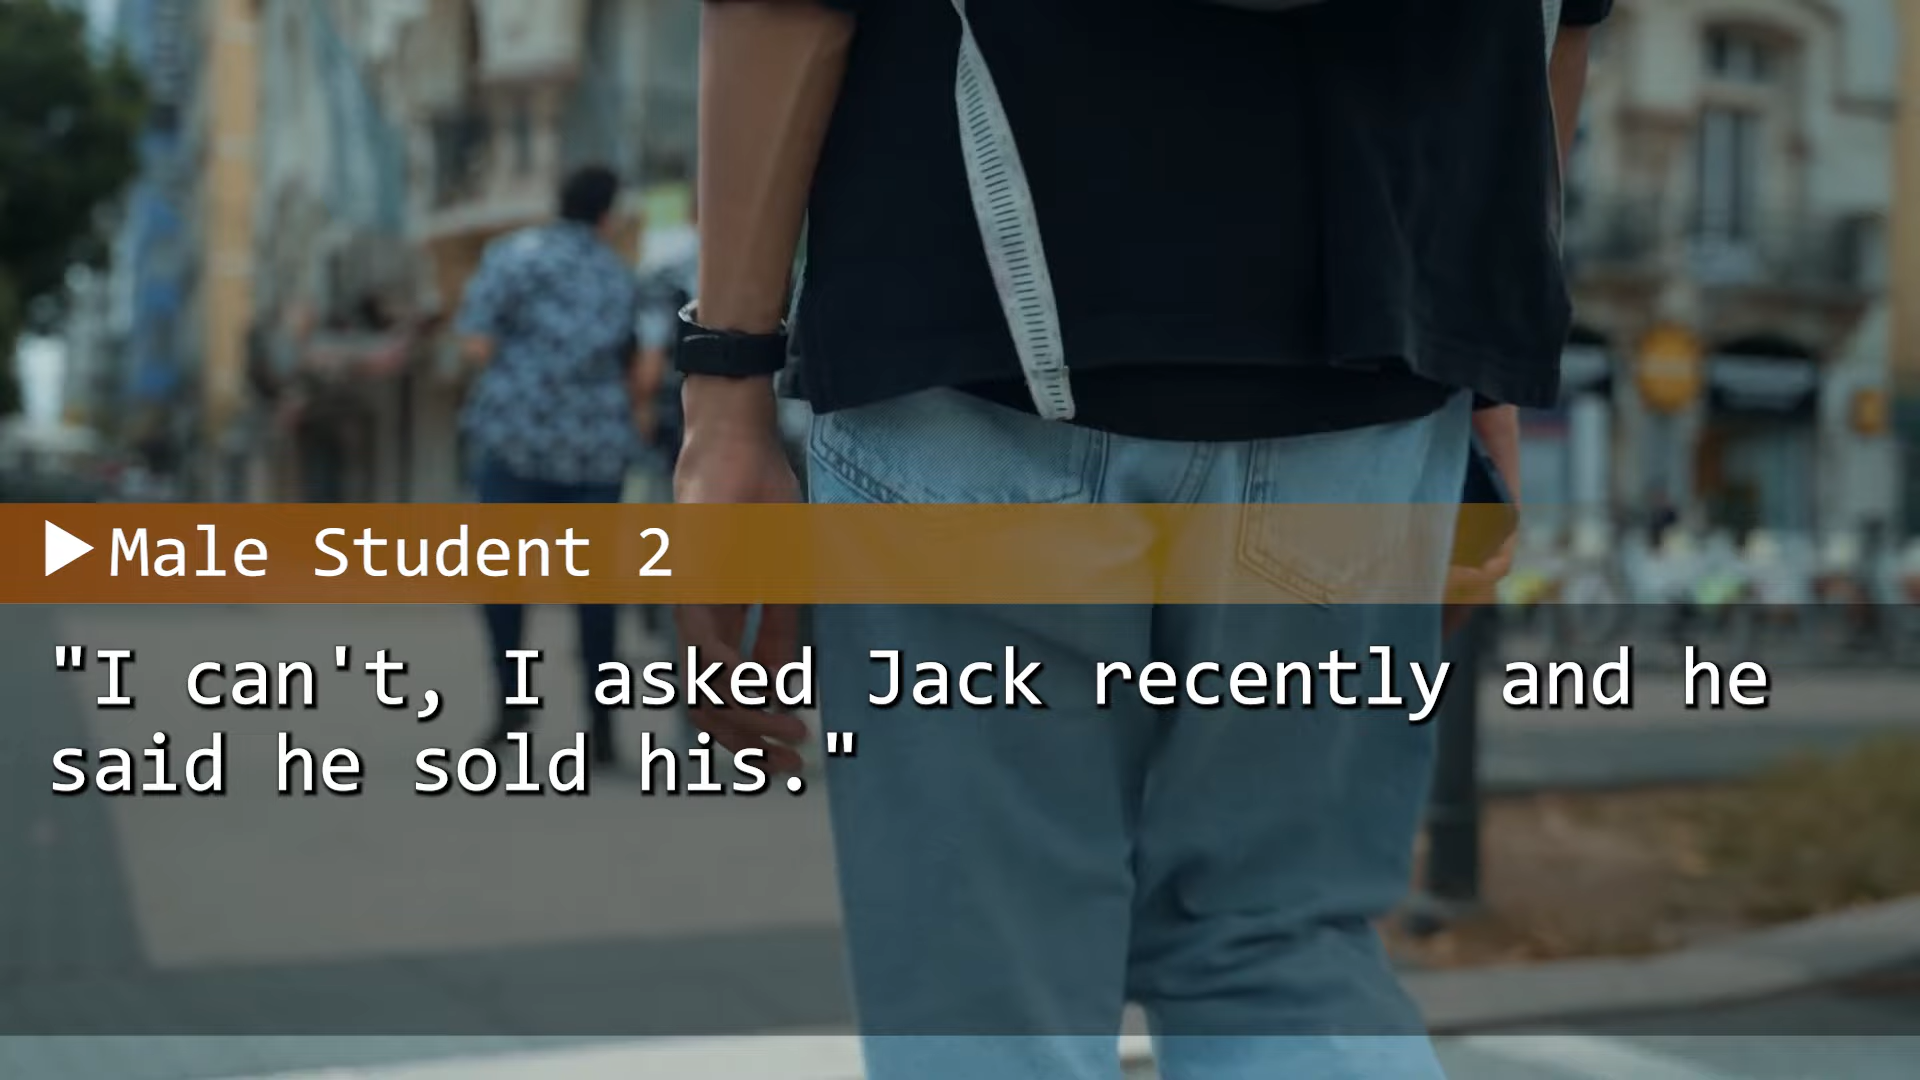 Male Student 2
"I can't, I asked Jack recently and he
said he sold his."